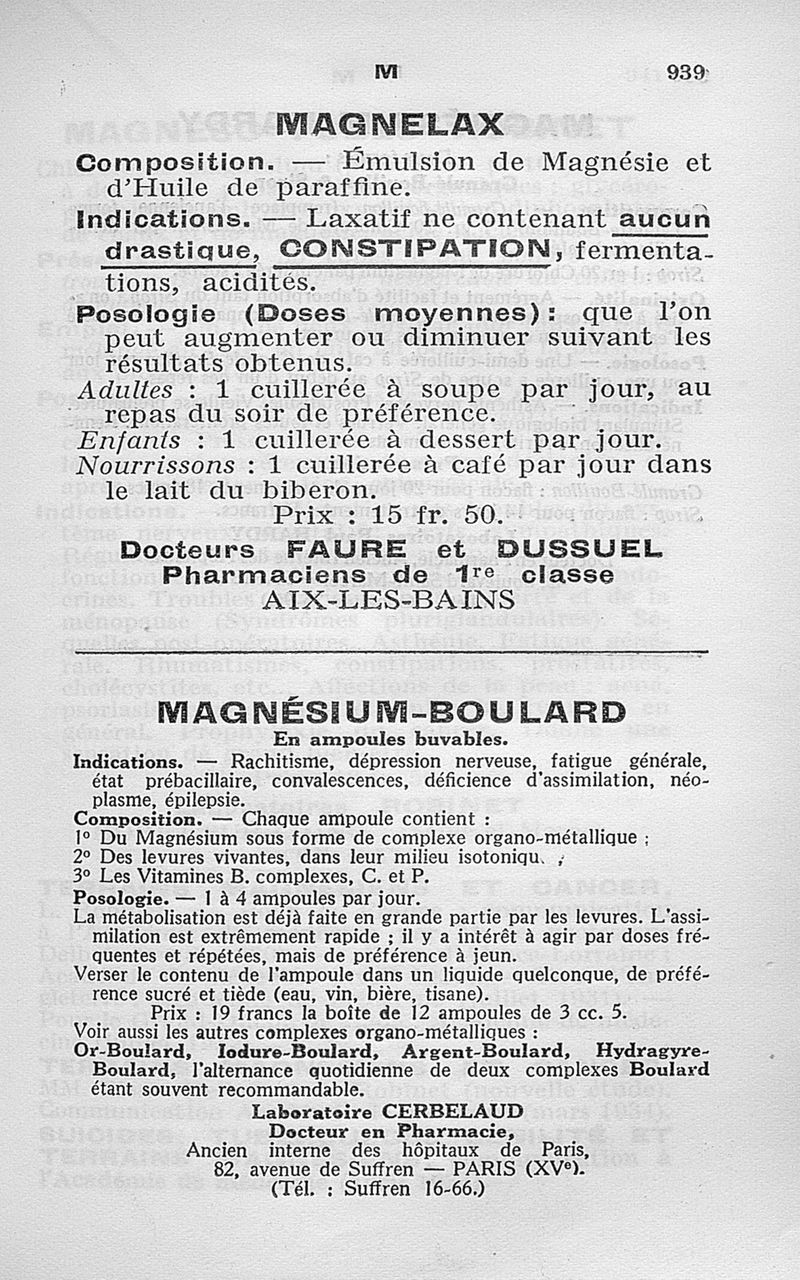 M 939
MAGNELAX
Composition. — Émulsion de Magnésie et
d'Huile de paraffine.
Indications. — Laxatif ne contenant aucun
drastique, CONSTIPATION, fermenta-
tions, acidités.
Posologie (Doses moyennes) : que l'on
peut augmenter ou diminuer suivant les
résultats obtenus.
Adultes : 1 cuillerée à soupe par jour, au
repas du soir de préférence.
Enfants : 1 cuillerée à dessert par jour.
Nourrissons : 1 cuillerée à café par jour dans
le lait du biberon.
Prix : 15 fr. 50.
Docteurs FAURE et DUSSUEL
Pharmaciens de 1re classe
AIX-LES-BAINS
MAGNÉSIUM-BOULARD
En ampoules buvables.
Indications. — Rachitisme, dépression nerveuse, fatigue générale,
état prébacillaire, convalescences, déficience d'assimilation, néo-
plasme, épilepsie.
Composition. — Chaque ampoule contient :
1° Du Magnésium sous forme de complexe organo-métallique ;
2° Des levures vivantes, dans leur milieu isotoniqu. ;
3° Les Vitamines B. complexes, C. et P.
Posologie. — 1 à 4 ampoules par jour.
La métabolisation est déjà faite en grande partie par les levures. L'assi-
milation est extrêmement rapide ; il y a intérêt à agir par doses fré-
quentes et répétées, mais de préférence à jeun.
Verser le contenu de l'ampoule dans un liquide quelconque, de préfé-
rence sucré et tiède (eau, vin, bière, tisane).
Prix : 19 francs la boîte de 12 ampoules de 3 cc. 5.
Voir aussi les autres complexes organo-métalliques :
Or-Boulard, Iodure-Boulard, Argent-Boulard, Hydragyre-
Boulard, l'alternance quotidienne de deux complexes Boulard
étant souvent recommandable.
Laboratoire CERBELAUD
Docteur en Pharmacie,
Ancien interne des hôpitaux de Paris,
82, avenue de Suffren — PARIS (XVe).
(Tél. : Suffren 16-66.)